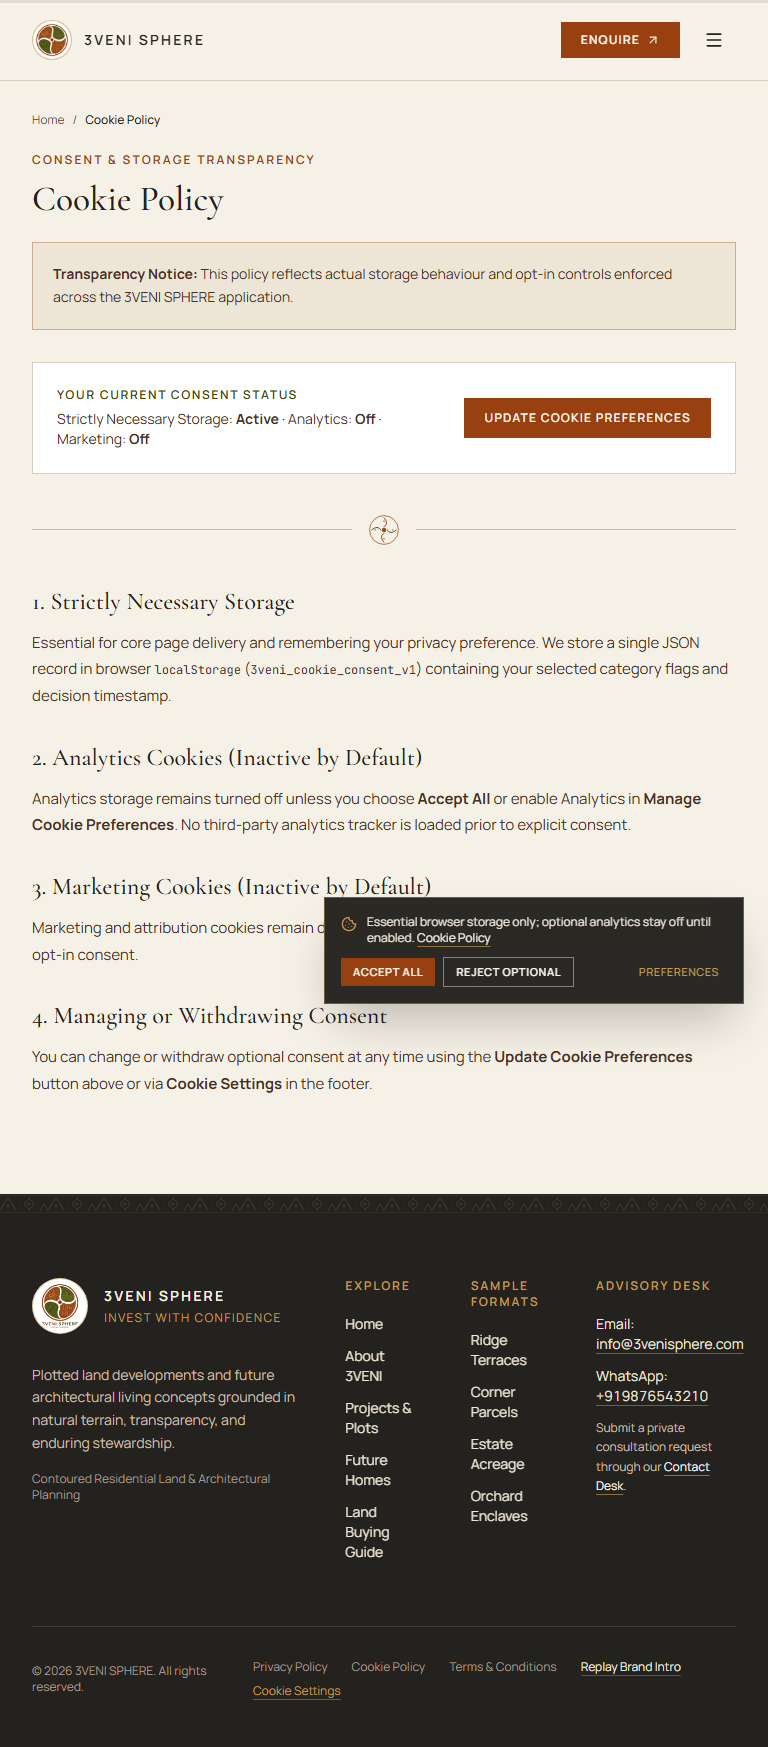 3VENI SPHERE
ENQUIRE
Home / Cookie Policy
CONSENT & STORAGE TRANSPARENCY
Cookie Policy
Transparency Notice: This policy reflects actual storage behaviour and opt-in controls enforced
across the 3VENI SPHERE application.
YOUR CURRENT CONSENT STATUS
Strictly Necessary Storage: Active · Analytics: Off ·
Marketing: Off
UPDATE COOKIE PREFERENCES
1. Strictly Necessary Storage
Essential for core page delivery and remembering your privacy preference. We store a single JSON
record in browser localStorage (3veni_cookie_consent_v1) containing your selected category flags and
decision timestamp.
2. Analytics Cookies (Inactive by Default)
Analytics storage remains turned off unless you choose Accept All or enable Analytics in Manage
Cookie Preferences. No third-party analytics tracker is loaded prior to explicit consent.
3. Marketing Cookies (Inactive by Default)
Marketing and attribution cookies remain
opt-in consent.
Essential browser storage only; optional analytics stay off until
enabled. Cookie Policy
ACCEPT ALL
REJECT OPTIONAL
PREFERENCES
4. Managing or Withdrawing Consent
You can change or withdraw optional consent at any time using the Update Cookie Preferences
button above or via Cookie Settings in the footer.
3VENI SPHERE
INVEST WITH CONFIDENCE
Plotted land developments and future
architectural living concepts grounded in
natural terrain, transparency, and
enduring stewardship.
Contoured Residential Land & Architectural
Planning
EXPLORE
Home
About
3VENI
Projects &
Plots
Future
Homes
Land
Buying
Guide
SAMPLE
FORMATS
Ridge
Terraces
Corner
Parcels
Estate
Acreage
Orchard
Enclaves
ADVISORY DESK
Email:
info@3venisphere.com
WhatsApp:
+919876543210
Submit a private
consultation request
through our Contact
Desk.
© 2026 3VENI SPHERE. All rights
reserved.
Privacy Policy
Cookie Policy
Terms & Conditions
Replay Brand Intro
Cookie Settings